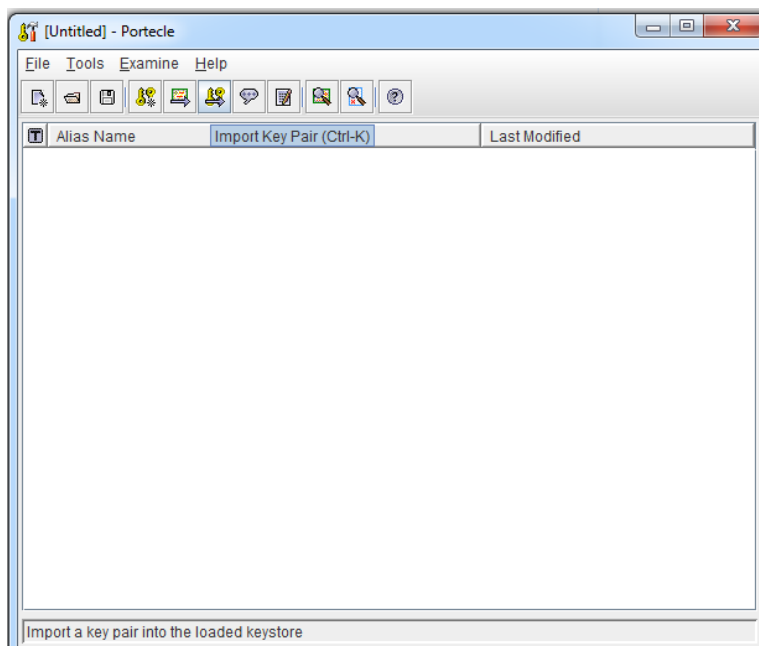 [Untitled] - Portecle
File Tools Examine Help
T Alias Name Import Key Pair (Ctrl-K) Last Modified
Import a key pair into the loaded keystore